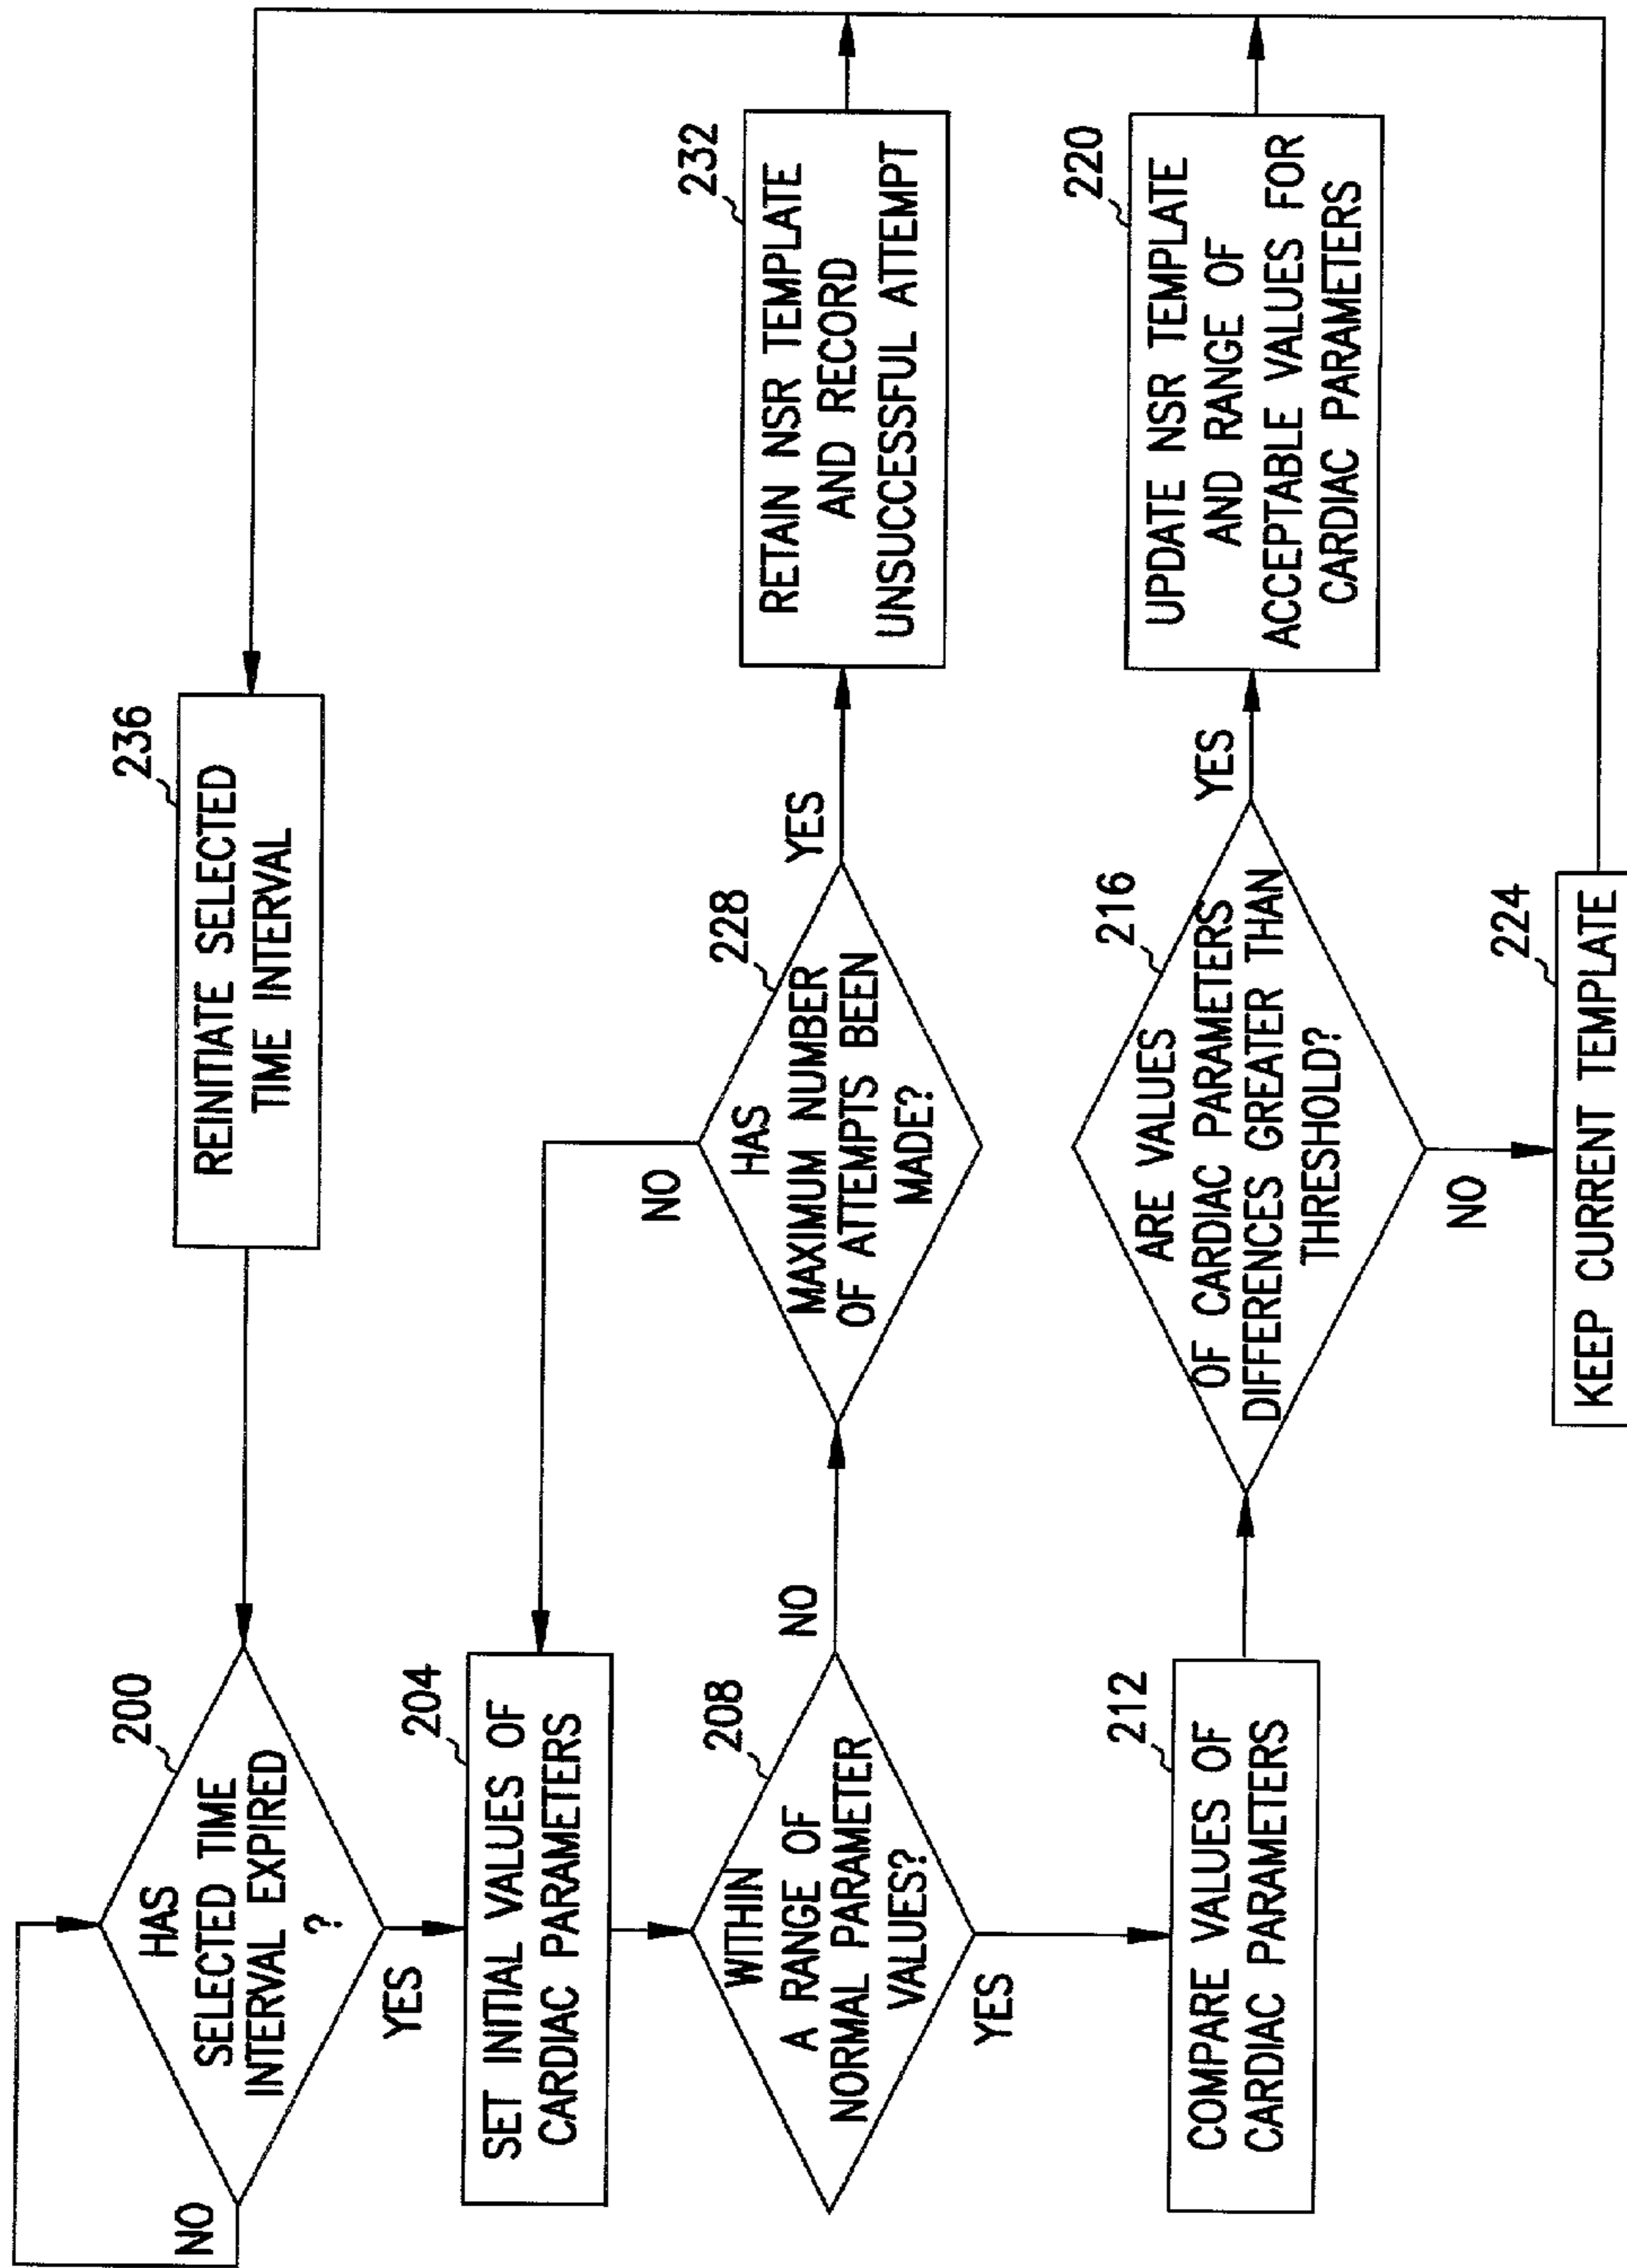 NO
HAS
SELECTED TIME
INTERVAL EXPIRED
?
200
YES
REINITIATE SELECTED
TIME INTERVAL
236
SET INITIAL VALUES OF
CARDIAC PARAMETERS
204
WITHIN
A RANGE OF
NORMAL PARAMETER
VALUES?
208
NO
YES
HAS
MAXIMUM NUMBER
OF ATTEMPTS BEEN
MADE?
228
NO
YES
RETAIN NSR TEMPLATE
AND RECORD
UNSUCCESSFUL ATTEMPT
232
COMPARE VALUES OF
CARDIAC PARAMETERS
212
ARE VALUES
OF CARDIAC PARAMETERS
DIFFERENCES GREATER THAN
THRESHOLD?
216
YES
NO
UPDATE NSR TEMPLATE
AND RANGE OF
ACCEPTABLE VALUES FOR
CARDIAC PARAMETERS
220
KEEP CURRENT TEMPLATE
224